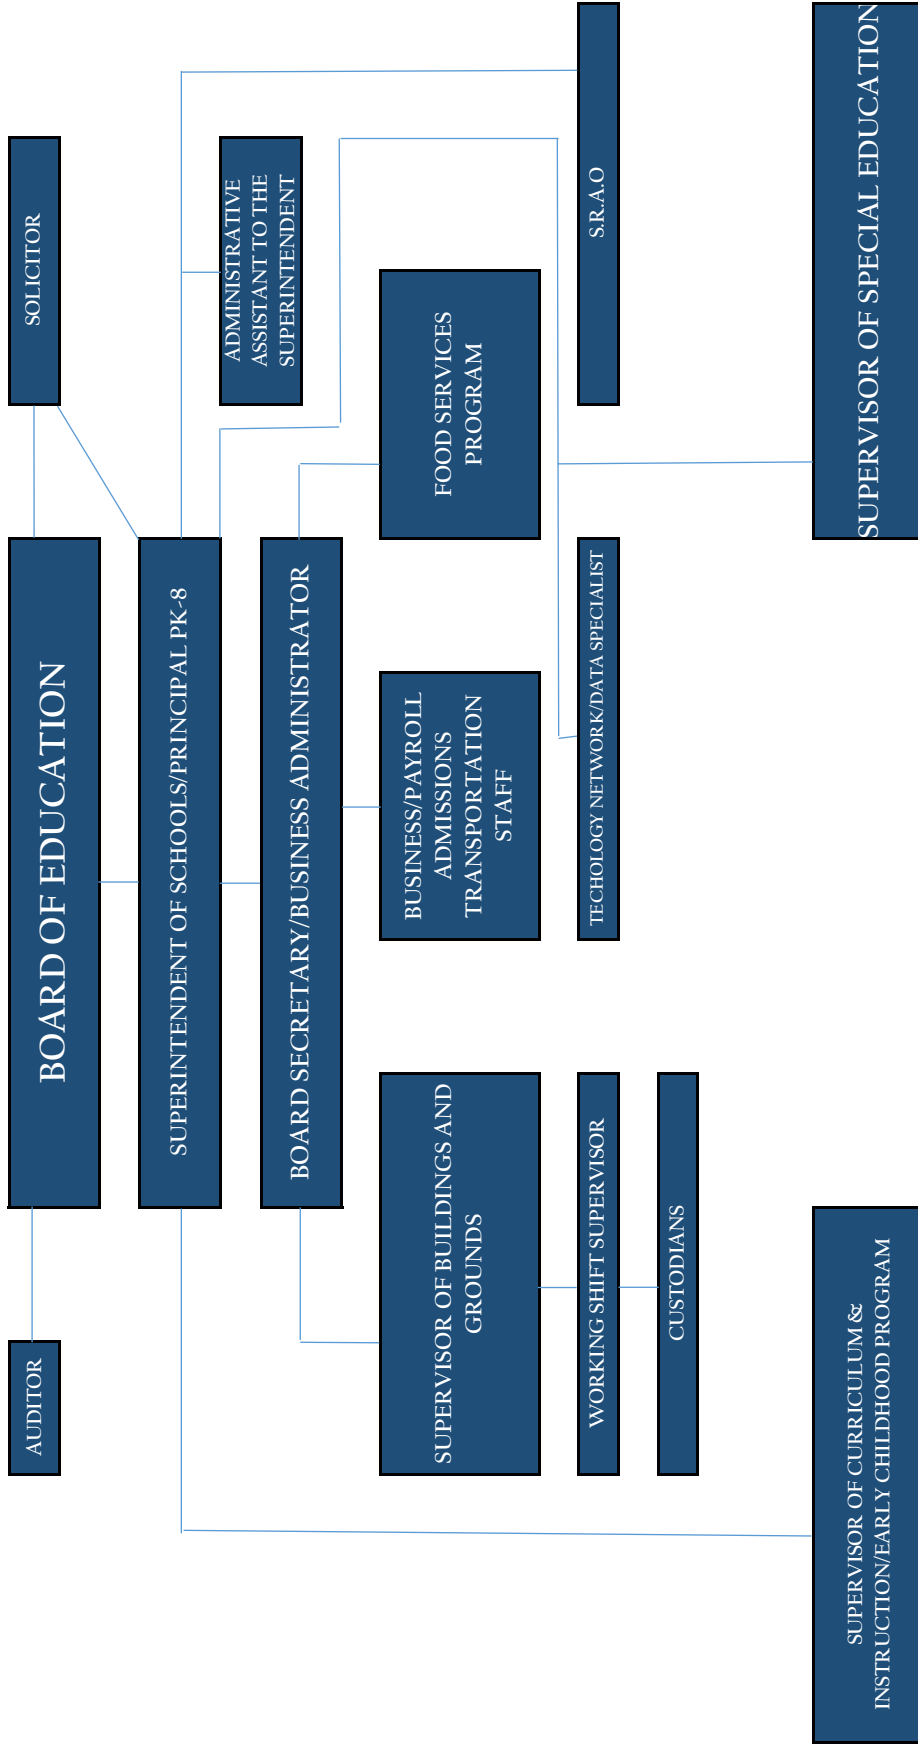 AUDITOR
BOARD OF EDUCATION
SOLICITOR
SUPERINTENDENT OF SCHOOLS/PRINCIPAL PK-8
ADMINISTRATIVE
ASSISTANT TO THE
SUPERINTENDENT
BOARD SECRETARY/BUSINESS ADMINISTRATOR
SUPERVISOR OF BUILDINGS AND
GROUNDS
BUSINESS/PAYROLL
ADMISSIONS
TRANSPORTATION
STAFF
FOOD SERVICES
PROGRAM
WORKING SHIFT SUPERVISOR
TECHOLOGY NETWORK/DATA SPECIALIST
S.R.A.O
CUSTODIANS
SUPERVISOR OF CURRICULUM &
INSTRUCTION/EARLY CHILDHOOD PROGRAM
SUPERVISOR OF SPECIAL EDUCATION